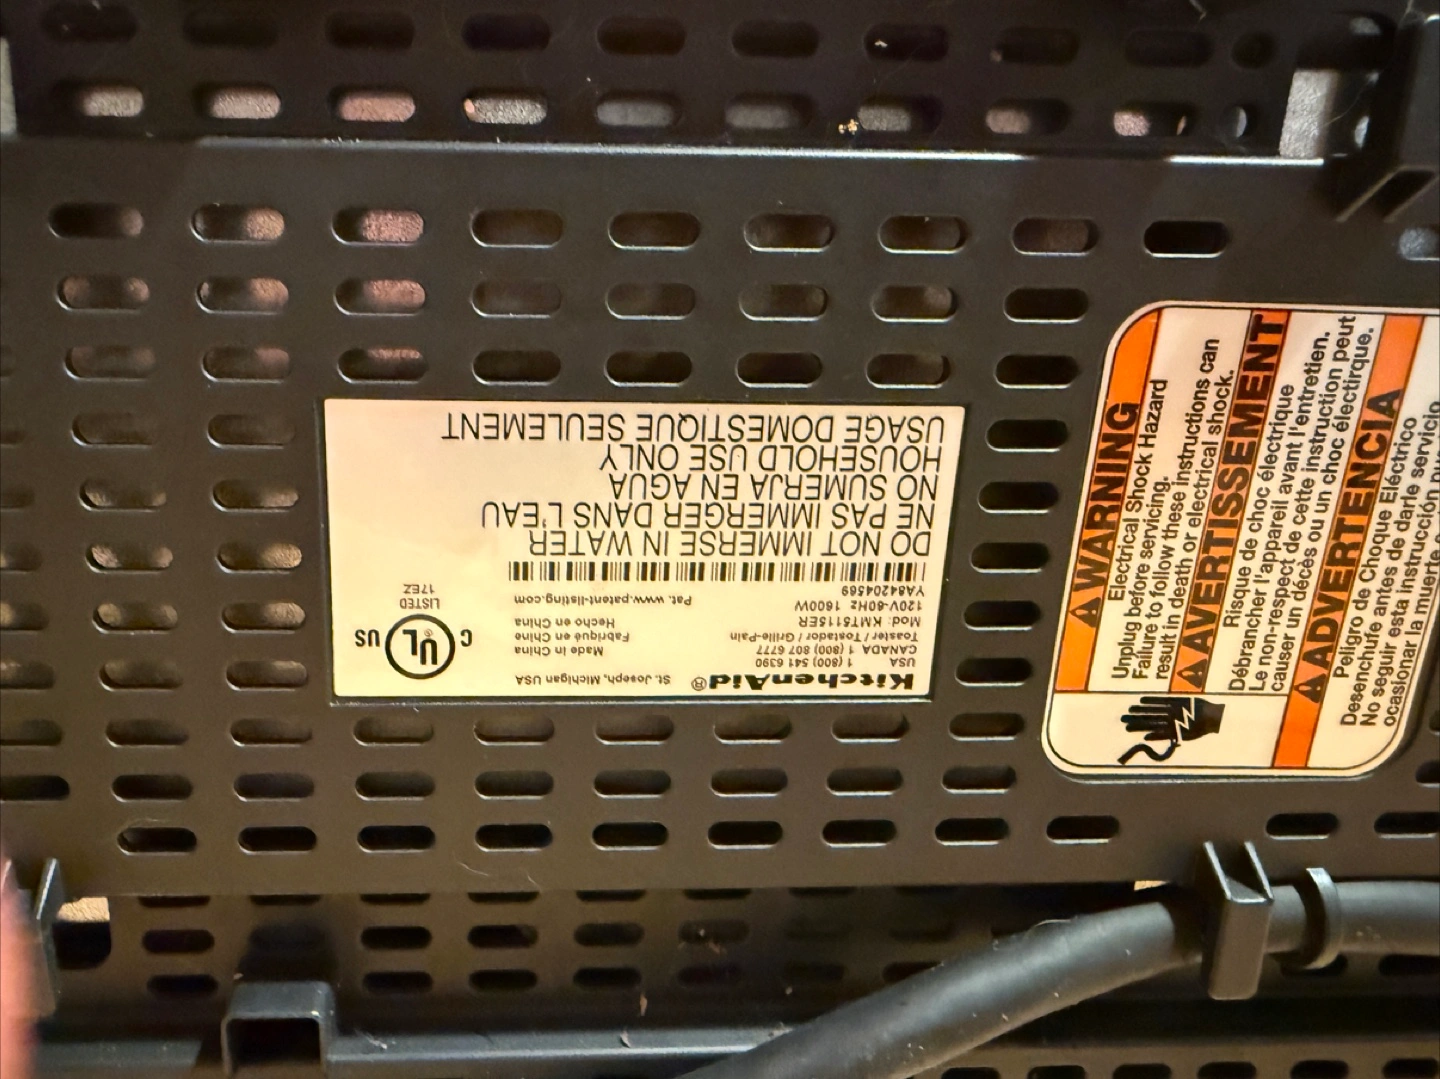 KitchenAid® St. Joseph, Michigan USA
USA 1 (800) 541 6390
CANADA 1 (800) 807 6777
Toaster / Tostador / Grille-Pain
Mod: KMT5115ER
120V-60Hz 1600W
YA84204569
Made in China
Fabriqué en Chine
Hecho en China
Pat. www.patent-listing.com
C UL® US
LISTED
17EZ
DO NOT IMMERSE IN WATER
NE PAS IMMERGER DANS L'EAU
NO SUMERJA EN AGUA
HOUSEHOLD USE ONLY
USAGE DOMESTIQUE SEULEMENT
WARNING
Electrical Shock Hazard
Unplug before servicing.
Failure to follow these instructions can
result in death or electrical shock.
AVERTISSEMENT
Risque de choc électrique
Débrancher l'appareil avant l'entretien.
Le non-respect de cette instruction peut
causer un décès ou un choc électrique.
ADVERTENCIA
Peligro de Choque Eléctrico
Desenchufe antes de darle servicio
No seguir esta instrucción
ocasionar la muerte